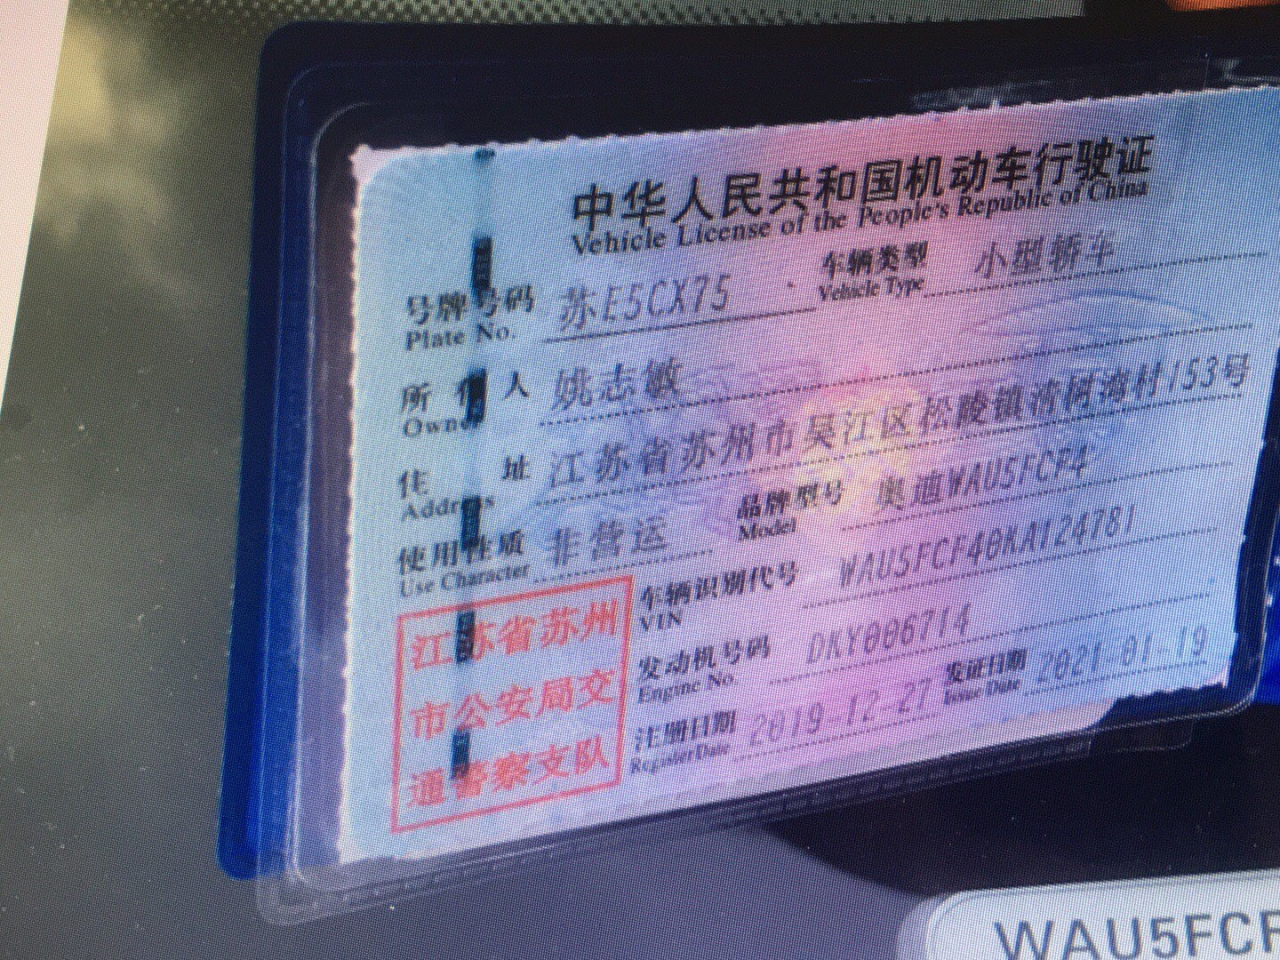 中华人民共和国机动车行驶证
Vehicle License of the People's Republic of China
号牌号码 苏E5CX75 车辆类型 小型轿车
Plate No. Vehicle Type
所有人 姚志敏
Owner
住址 江苏省苏州市吴江区松陵镇湾村153号
Address
使用性质 非营运 品牌型号 奥迪WAU5FCF4
Use Character Model
车辆识别代号 WAU5FCF40KA124781
VIN
发动机号码 DKY006714
Engine No.
注册日期 2019-12-27 发证日期 2021-01-19
Register Date Issue Date
江苏省苏州
市公安局交
通警察支队
WAU5FCF